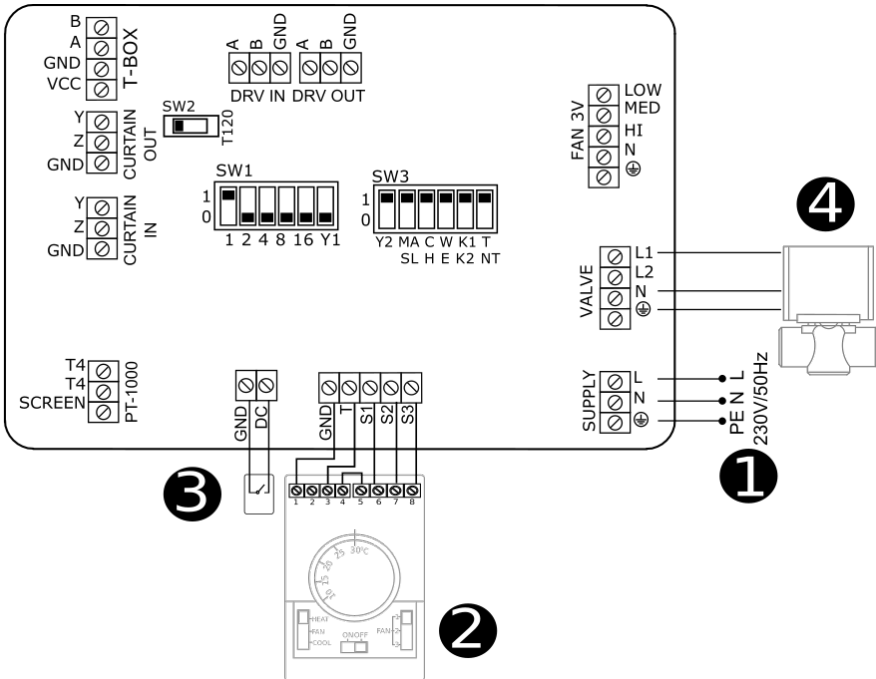 B
A
GND
VCC
T-BOX
A
B
GND
A
B
GND
DRV IN
DRV OUT
SW2
T120
Y
Z
GND
CURTAIN
OUT
LOW
MED
HI
N
FAN 3V
SW1
1
0
1 2 4 8 16 Y1
SW3
1
0
Y2 MA C W K1 T
SL H E K2 NT
Y
Z
GND
CURTAIN
IN
4
L1
L2
N
VALVE
T4
T4
SCREEN
PT-1000
GND
DC
GND
T
S1
S2
S3
L
N
SUPPLY
L
N
PE
230V/50Hz
1
3
1 2 3 4 5 6 7 8
10
15
20
25
30°C
HEAT
FAN
COOL
ONOFF
FAN
1
2
3
2